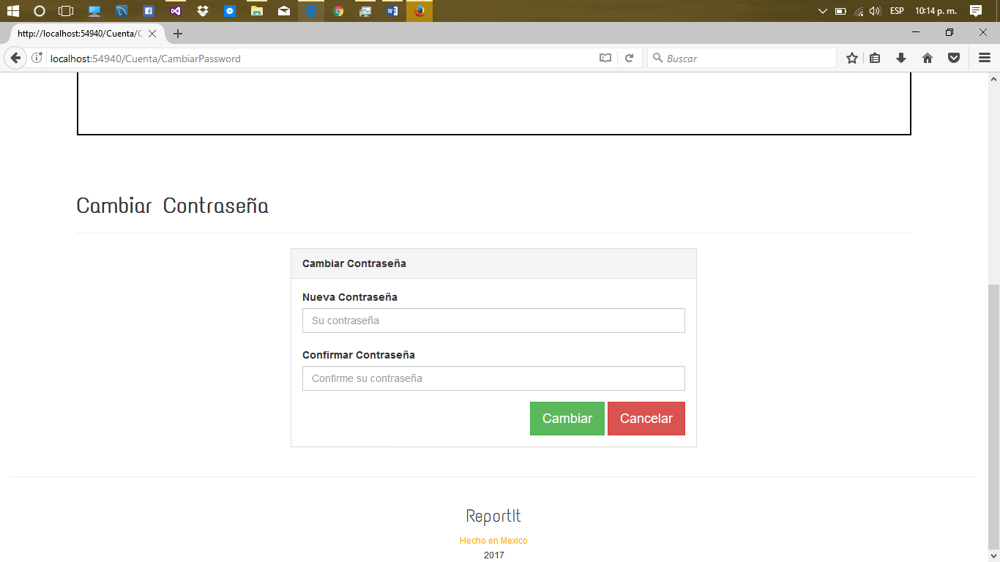 ESP 10:14 p. m.
http://localhost:54940/Cuenta/C
localhost:54940/Cuenta/CambiarPassword
Buscar
Cambiar Contraseña
Cambiar Contraseña
Nueva Contraseña
Su contraseña
Confirmar Contraseña
Confirme su contraseña
Cambiar Cancelar
ReportIt
Hecho en Mexico
2017